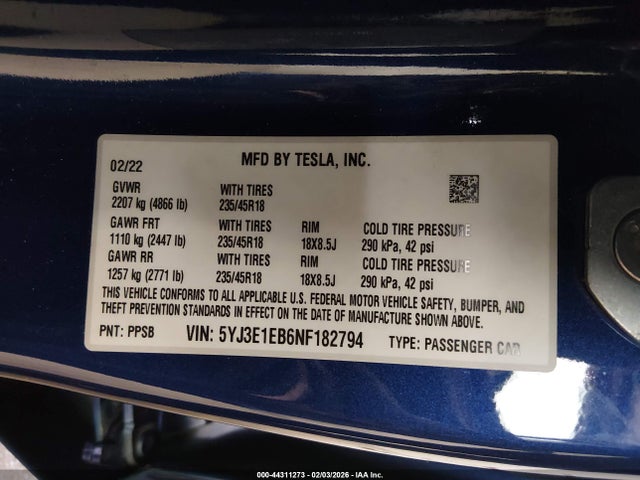 02/22 MFD BY TESLA, INC.
GVWR WITH TIRES
2207 kg (4866 lb) 235/45R18
GAWR FRT WITH TIRES RIM COLD TIRE PRESSURE
1110 kg (2447 lb) 235/45R18 18X8.5J 290 kPa, 42 psi
GAWR RR WITH TIRES RIM COLD TIRE PRESSURE
1257 kg (2771 lb) 235/45R18 18X8.5J 290 kPa, 42 psi
THIS VEHICLE CONFORMS TO ALL APPLICABLE U.S. FEDERAL MOTOR VEHICLE SAFETY, BUMPER, AND
THEFT PREVENTION STANDARDS IN EFFECT ON THE DATE OF MANUFACTURE SHOWN ABOVE.
PNT: PPSB VIN: 5YJ3E1EB6NF182794 TYPE: PASSENGER CAR
000-44311273 - 02/03/2026 - © IAA Inc.